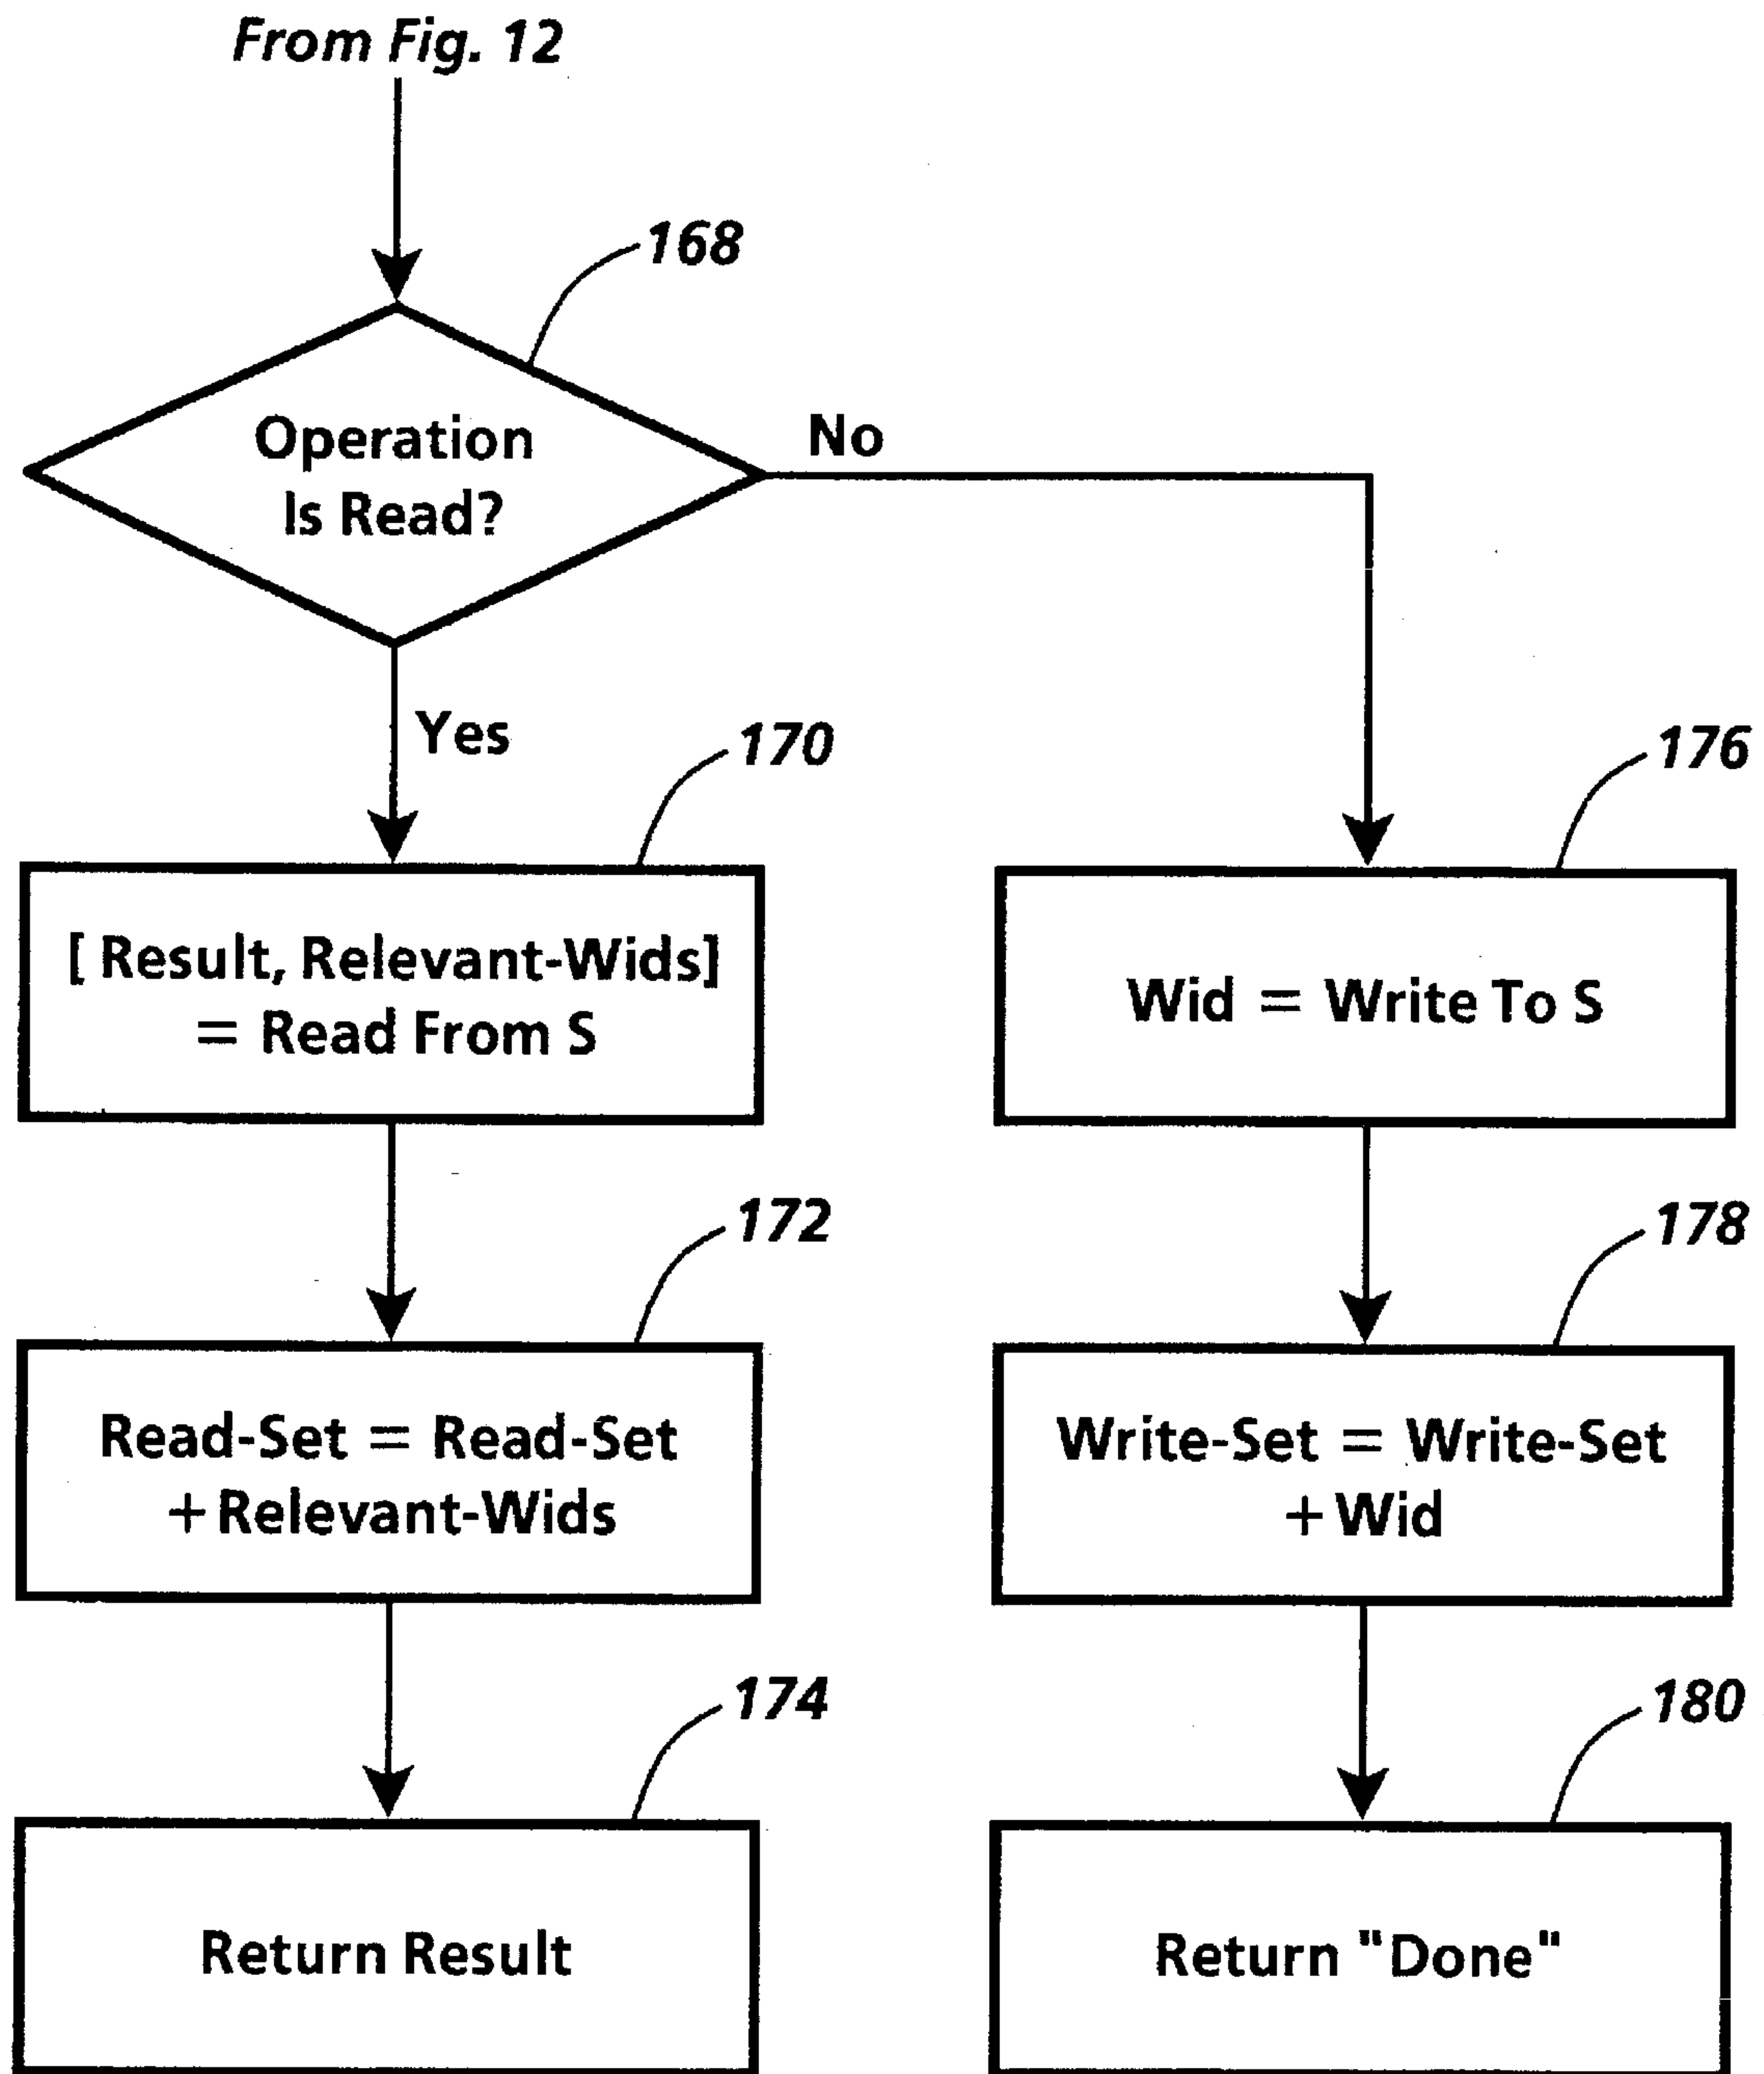 From Fig. 12
168
Operation
Is Read?
No
Yes
170
[ Result, Relevant-Wids]
= Read From S
172
Read-Set = Read-Set
+Relevant-Wids
174
Return Result
176
Wid = Write To S
178
Write-Set = Write-Set
+Wid
180
Return "Done"